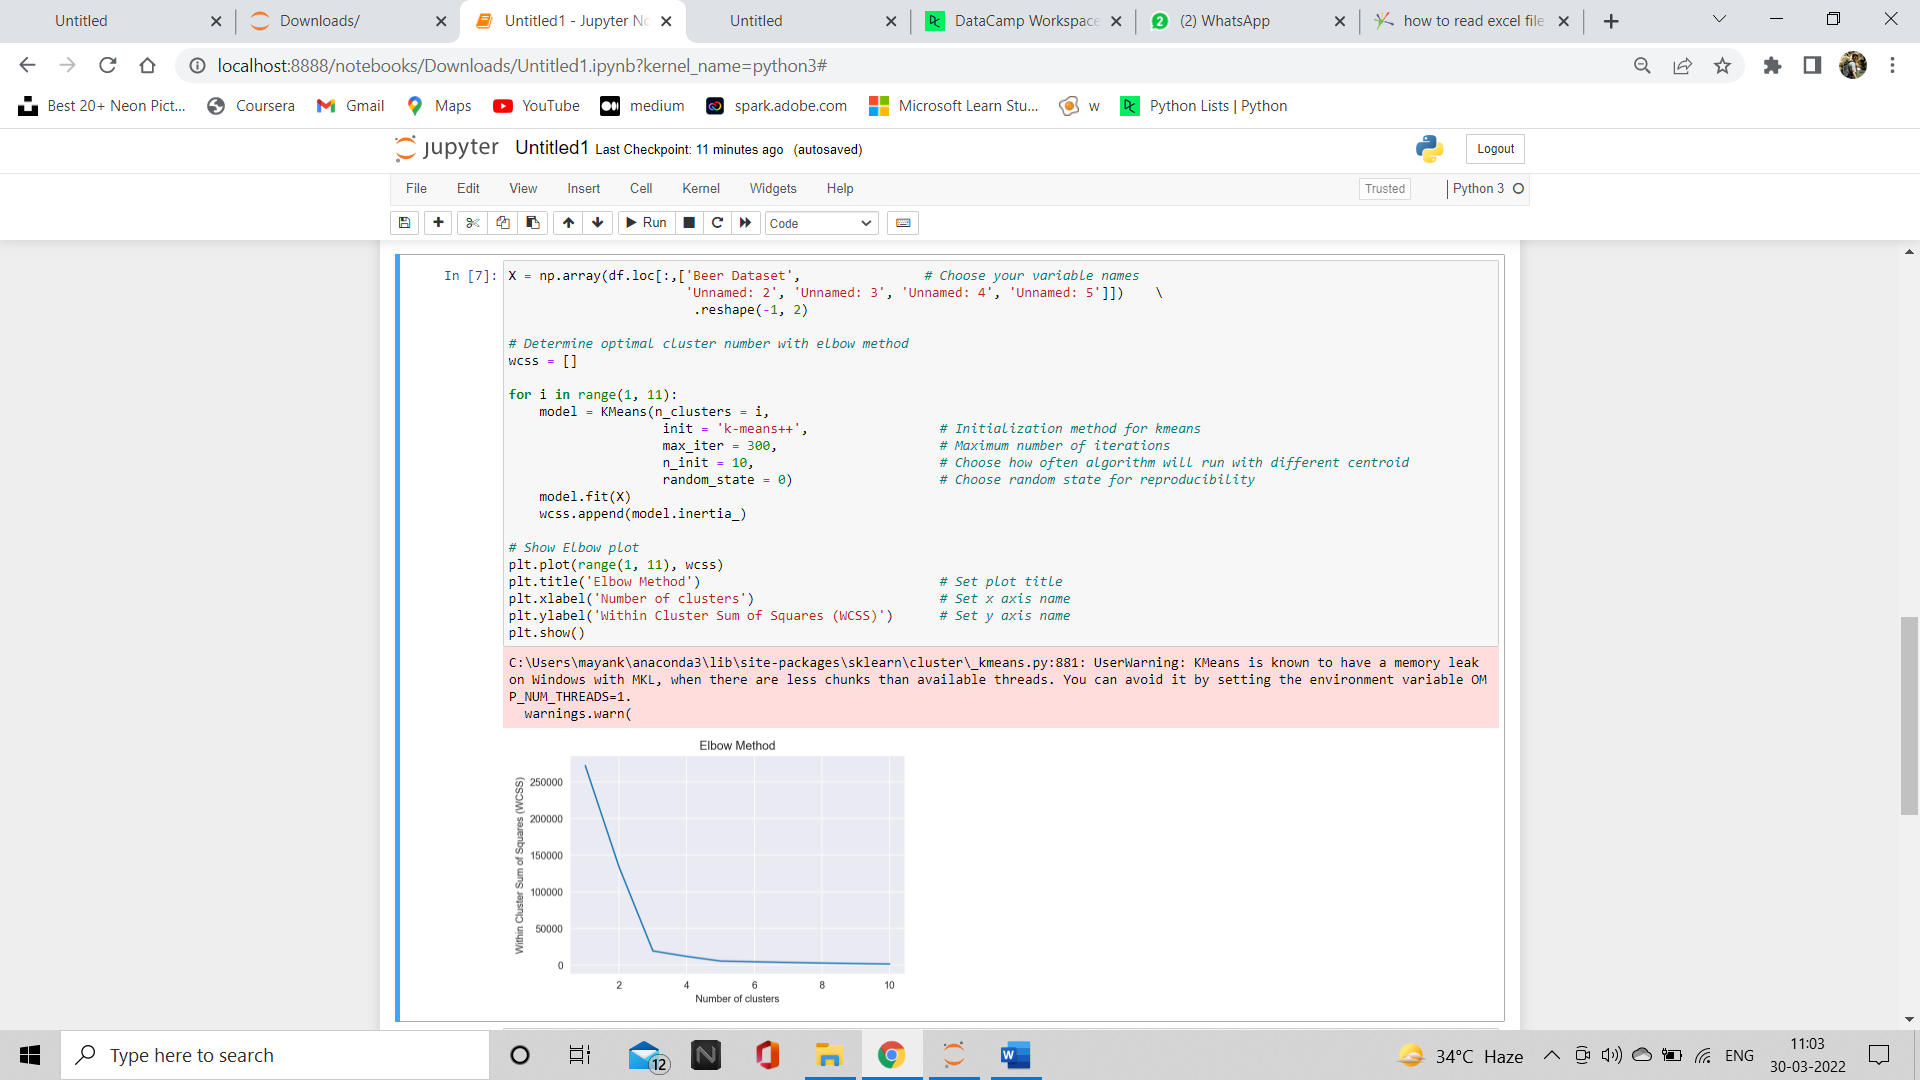 Untitled
Downloads/
Untitled1 - Jupyter No
Untitled
DataCamp Workspace
(2) WhatsApp
how to read excel file
localhost:8888/notebooks/Downloads/Untitled1.ipynb?kernel_name=python3#
Best 20+ Neon Pict...
Coursera
Gmail
Maps
YouTube
medium
spark.adobe.com
Microsoft Learn Stu...
w
Python Lists | Python
jupyter Untitled1 Last Checkpoint: 11 minutes ago (autosaved)
Logout
File Edit View Insert Cell Kernel Widgets Help
Trusted
Python 3
Run
Code
In [7]: X = np.array(df.loc[:,['Beer Dataset', # Choose your variable names
'Unnamed: 2', 'Unnamed: 3', 'Unnamed: 4', 'Unnamed: 5']]) \
.reshape(-1, 2)
# Determine optimal cluster number with elbow method
wcss = []
for i in range(1, 11):
model = KMeans(n_clusters = i,
init = 'k-means++', # Initialization method for kmeans
max_iter = 300, # Maximum number of iterations
n_init = 10, # Choose how often algorithm will run with different centroid
random_state = 0) # Choose random state for reproducibility
model.fit(X)
wcss.append(model.inertia_)
# Show Elbow plot
plt.plot(range(1, 11), wcss)
plt.title('Elbow Method') # Set plot title
plt.xlabel('Number of clusters') # Set x axis name
plt.ylabel('Within Cluster Sum of Squares (WCSS)') # Set y axis name
plt.show()
C:\Users\mayank\anaconda3\lib\site-packages\sklearn\cluster\_kmeans.py:881: UserWarning: KMeans is known to have a memory leak
on Windows with MKL, when there are less chunks than available threads. You can avoid it by setting the environment variable OM
P_NUM_THREADS=1.
warnings.warn(
Elbow Method
Within Cluster Sum of Squares (WCSS)
250000
200000
150000
100000
50000
0
2 4 6 8 10
Number of clusters
Type here to search
12
34°C Haze
ENG
11:03
30-03-2022